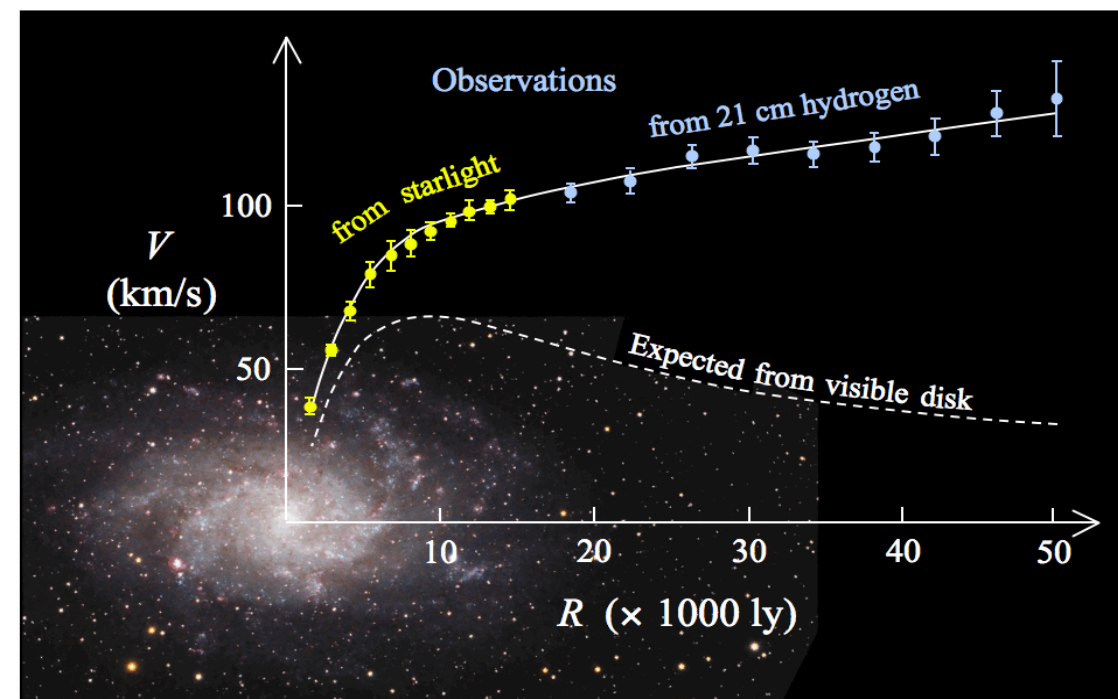 Observations
from 21 cm hydrogen
from starlight
100
V
(km/s)
50
Expected from visible disk
10
20
30
40
50
R (× 1000 ly)